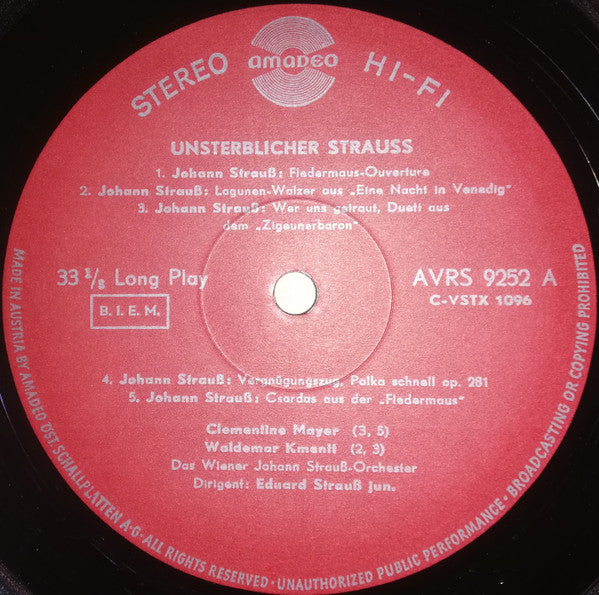 STEREO amadeo HI-FI
UNSTERBLICHER STRAUSS
1. Johann Strauß: Fledermaus-Ouverture
2. Johann Strauß: Lagunen-Walzer aus „Eine Nacht in Venedig"
3. Johann Strauß: Wer uns getraut, Duett aus
dem „Zigeunerbaron"
33 1/3 Long Play
B. I. E. M.
AVRS 9252 A
C-VSTX 1096
4. Johann Strauß: Vergnügungszug, Polka schnell op. 281
5. Johann Strauß: Csardas aus der „Fledermaus"
Clementine Mayer (3, 5)
Waldemar Kmentt (2, 3)
Das Wiener Johann Strauß-Orchester
Dirigent: Eduard Strauß jun.
MADE IN AUSTRIA BY AMADEO ÖST. SCHALLPLATTEN A·G·ALL RIGHTS RESERVED · UNAUTHORIZED PUBLIC PERFORMANCE · BROADCASTING OR COPYING PROHIBITED